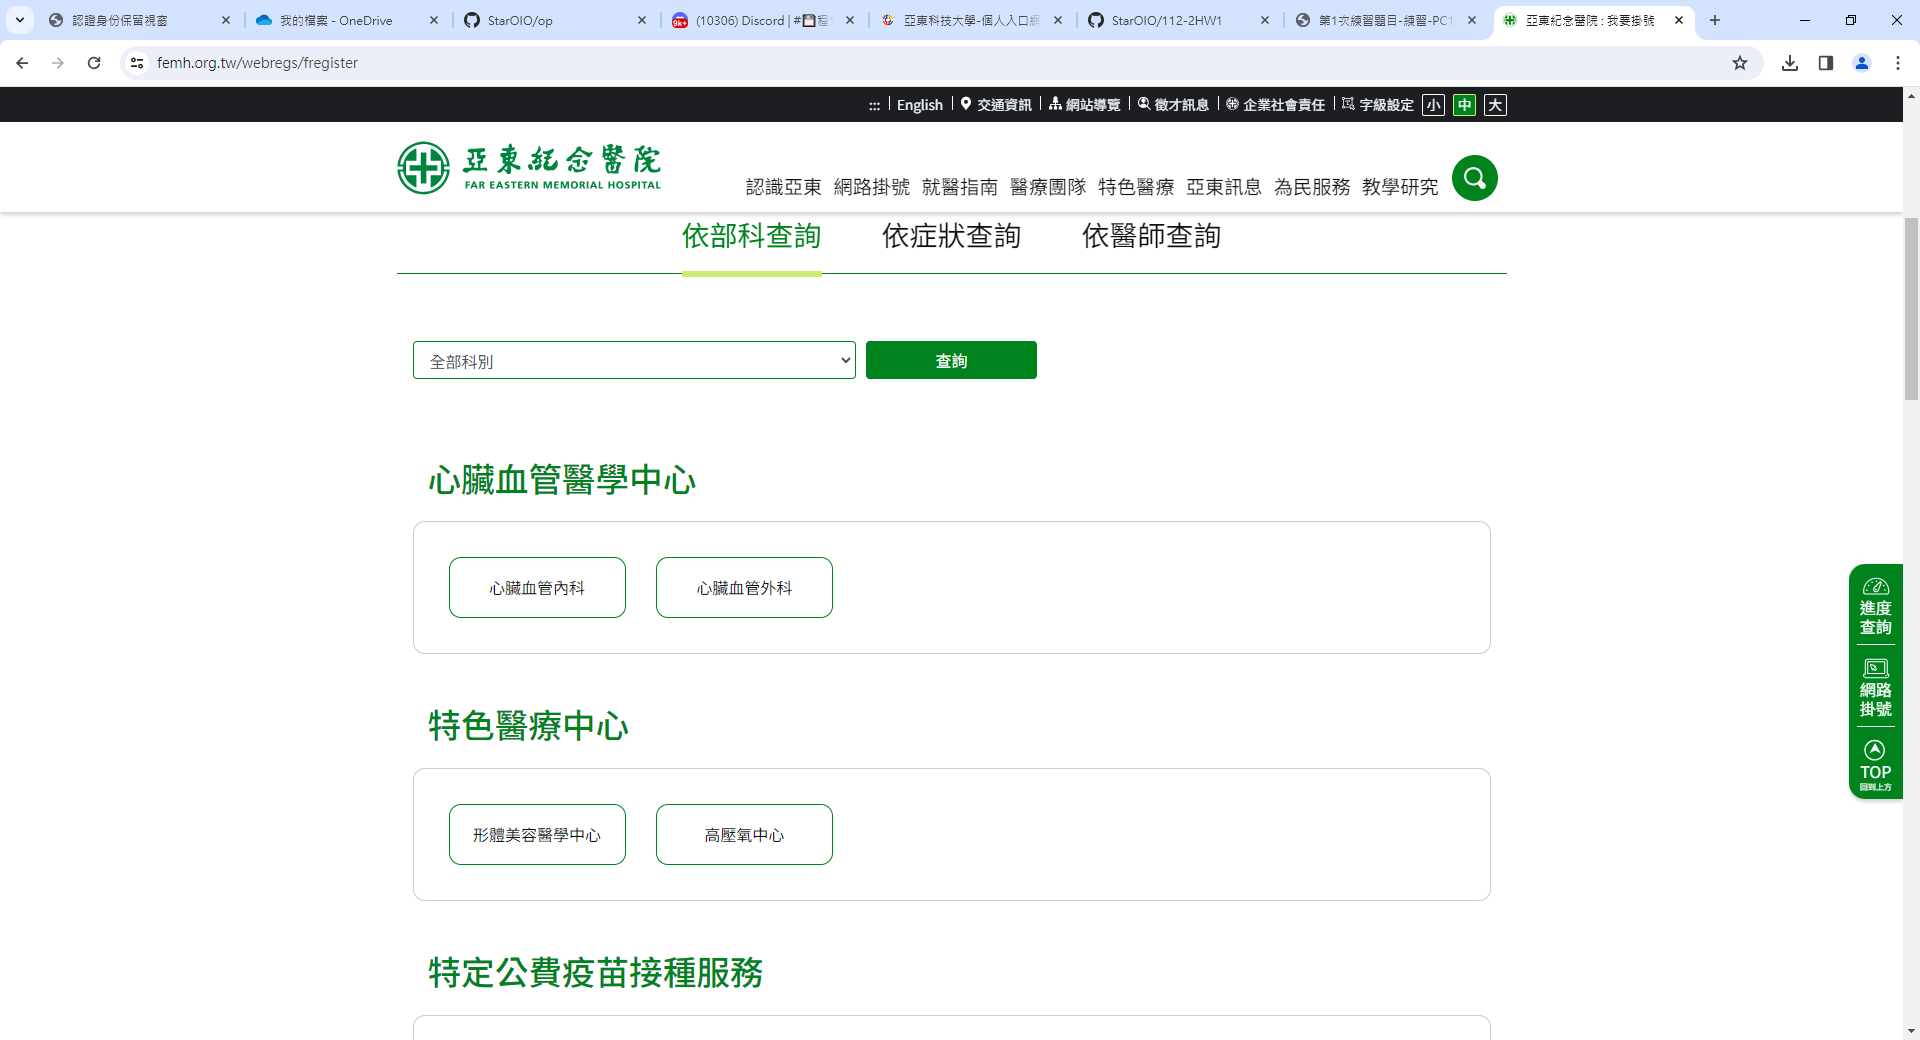 認證身份保留視窗
我的檔案 - OneDrive
StarOIO/op
(10306) Discord | #💾程
亞東科技大學-個人入口網
StarOIO/112-2HW1
第1次練習題目-練習-PC1
亞東紀念醫院 : 我要掛號
femh.org.tw/webregs/fregister
::: English 交通資訊 網站導覽 徵才訊息 企業社會責任 字級設定 小 中 大
亞東紀念醫院
FAR EASTERN MEMORIAL HOSPITAL
認識亞東 網路掛號 就醫指南 醫療團隊 特色醫療 亞東訊息 為民服務 教學研究
依部科查詢 依症狀查詢 依醫師查詢
全部科別 查詢
心臟血管醫學中心
心臟血管內科 心臟血管外科
特色醫療中心
形體美容醫學中心 高壓氧中心
特定公費疫苗接種服務
進度
查詢
網路
掛號
TOP
回到上方